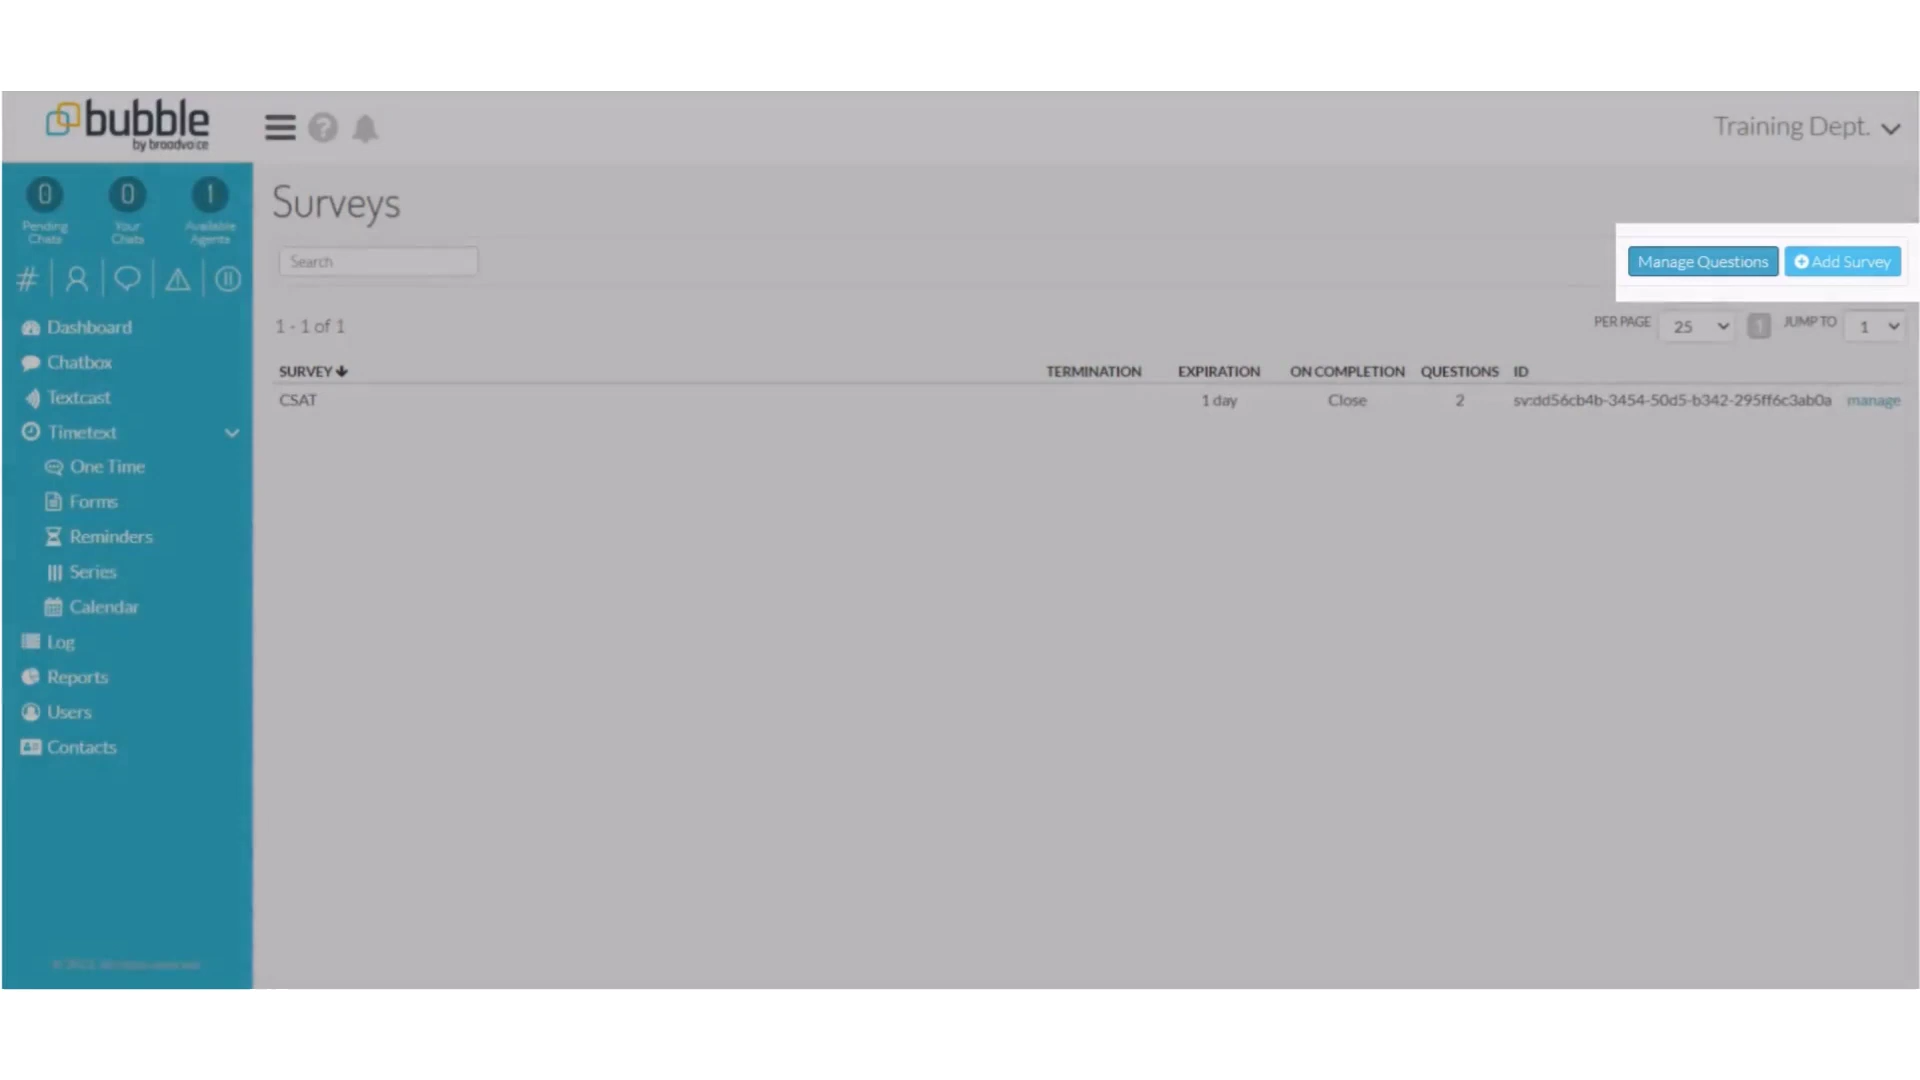 bubble
by broadvoice
?
Training Dept.
0 0 1
Pending Chats
Your Chats
Available Agents
Dashboard
Chatbox
Textcast
Timetext
One Time
Forms
Reminders
Series
Calendar
Log
Reports
Users
Contacts
Surveys
Search
Manage Questions
Add Survey
1 - 1 of 1
PER PAGE 25 1 JUMP TO 1
SURVEY TERMINATION EXPIRATION ON COMPLETION QUESTIONS ID
CSAT 1 day Close 2 sv:dd56cb4b-3454-50d5-b342-295ff6c3ab0a manage